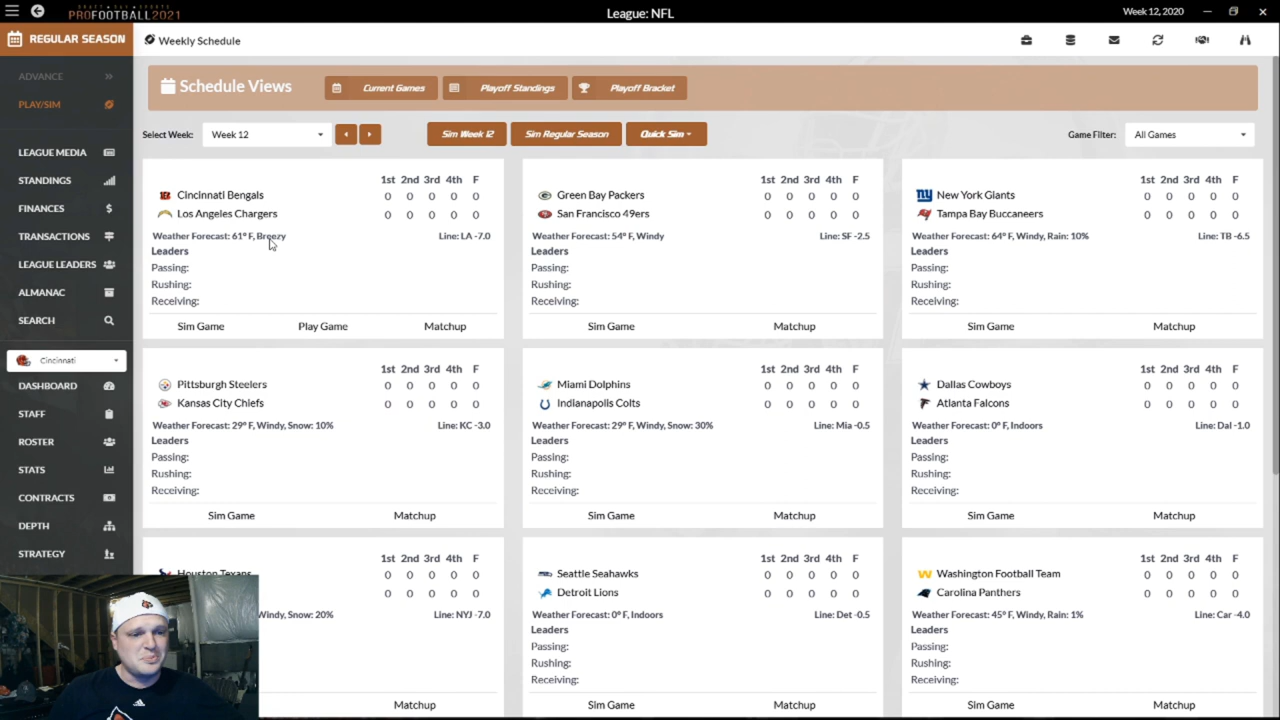 DRAFT DAY SPORTS
PROFOOTBALL2021
League: NFL
Week 12, 2020
REGULAR SEASON
Weekly Schedule
ADVANCE
PLAY/SIM
LEAGUE MEDIA
STANDINGS
FINANCES
TRANSACTIONS
LEAGUE LEADERS
ALMANAC
SEARCH
Cincinnati
DASHBOARD
STAFF
ROSTER
STATS
CONTRACTS
DEPTH
STRATEGY
Schedule Views
Current Games
Playoff Standings
Playoff Bracket
Select Week: Week 12
Sim Week 12
Sim Regular Season
Quick Sim
Game Filter: All Games
1st 2nd 3rd 4th F
Cincinnati Bengals 0 0 0 0 0
Los Angeles Chargers 0 0 0 0 0
Weather Forecast: 61° F, Breezy Line: LA -7.0
Leaders
Passing:
Rushing:
Receiving:
Sim Game Play Game Matchup
1st 2nd 3rd 4th F
Green Bay Packers 0 0 0 0 0
San Francisco 49ers 0 0 0 0 0
Weather Forecast: 54° F, Windy Line: SF -2.5
Leaders
Passing:
Rushing:
Receiving:
Sim Game Matchup
1st 2nd 3rd 4th F
New York Giants 0 0 0 0 0
Tampa Bay Buccaneers 0 0 0 0 0
Weather Forecast: 64° F, Windy, Rain: 10% Line: TB -6.5
Leaders
Passing:
Rushing:
Receiving:
Sim Game Matchup
1st 2nd 3rd 4th F
Pittsburgh Steelers 0 0 0 0 0
Kansas City Chiefs 0 0 0 0 0
Weather Forecast: 29° F, Windy, Snow: 10% Line: KC -3.0
Leaders
Passing:
Rushing:
Receiving:
Sim Game Matchup
1st 2nd 3rd 4th F
Miami Dolphins 0 0 0 0 0
Indianapolis Colts 0 0 0 0 0
Weather Forecast: 29° F, Windy, Snow: 30% Line: Mia -0.5
Leaders
Passing:
Rushing:
Receiving:
Sim Game Matchup
1st 2nd 3rd 4th F
Dallas Cowboys 0 0 0 0 0
Atlanta Falcons 0 0 0 0 0
Weather Forecast: 0° F, Indoors Line: Dal -1.0
Leaders
Passing:
Rushing:
Receiving:
Sim Game Matchup
1st 2nd 3rd 4th F
Houston Texans 0 0 0 0 0
0 0 0 0 0
Windy, Snow: 20% Line: NYJ -7.0
Matchup
1st 2nd 3rd 4th F
Seattle Seahawks 0 0 0 0 0
Detroit Lions 0 0 0 0 0
Weather Forecast: 0° F, Indoors Line: Det -0.5
Leaders
Passing:
Rushing:
Receiving:
Sim Game Matchup
1st 2nd 3rd 4th F
Washington Football Team 0 0 0 0 0
Carolina Panthers 0 0 0 0 0
Weather Forecast: 45° F, Windy, Rain: 1% Line: Car -4.0
Leaders
Passing:
Rushing:
Receiving:
Sim Game Matchup